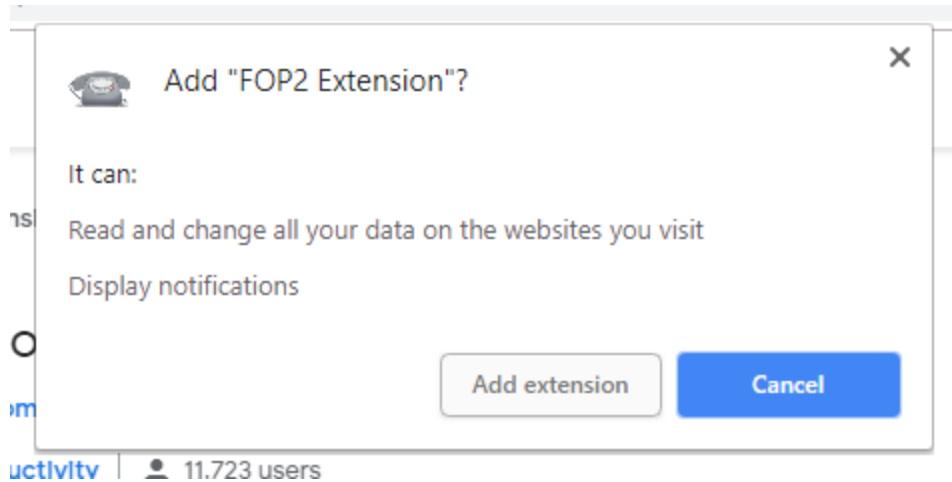 Add "FOP2 Extension"?
It can:
Read and change all your data on the websites you visit
Display notifications
Add extension
Cancel
11.723 users